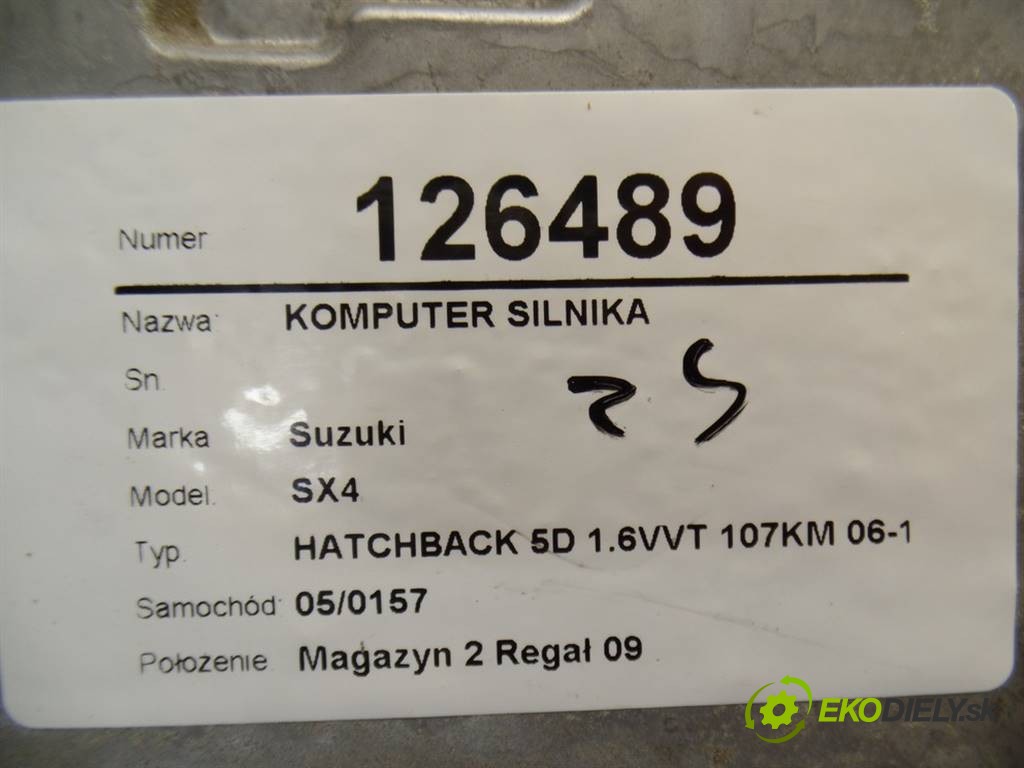 Numer 126489
Nazwa: KOMPUTER SILNIKA
Sn.
25
Marka Suzuki
Model. SX4
Typ. HATCHBACK 5D 1.6VVT 107KM 06-1
Samochód: 05/0157
Położenie Magazyn 2 Regał 09
EKODIELY.sk